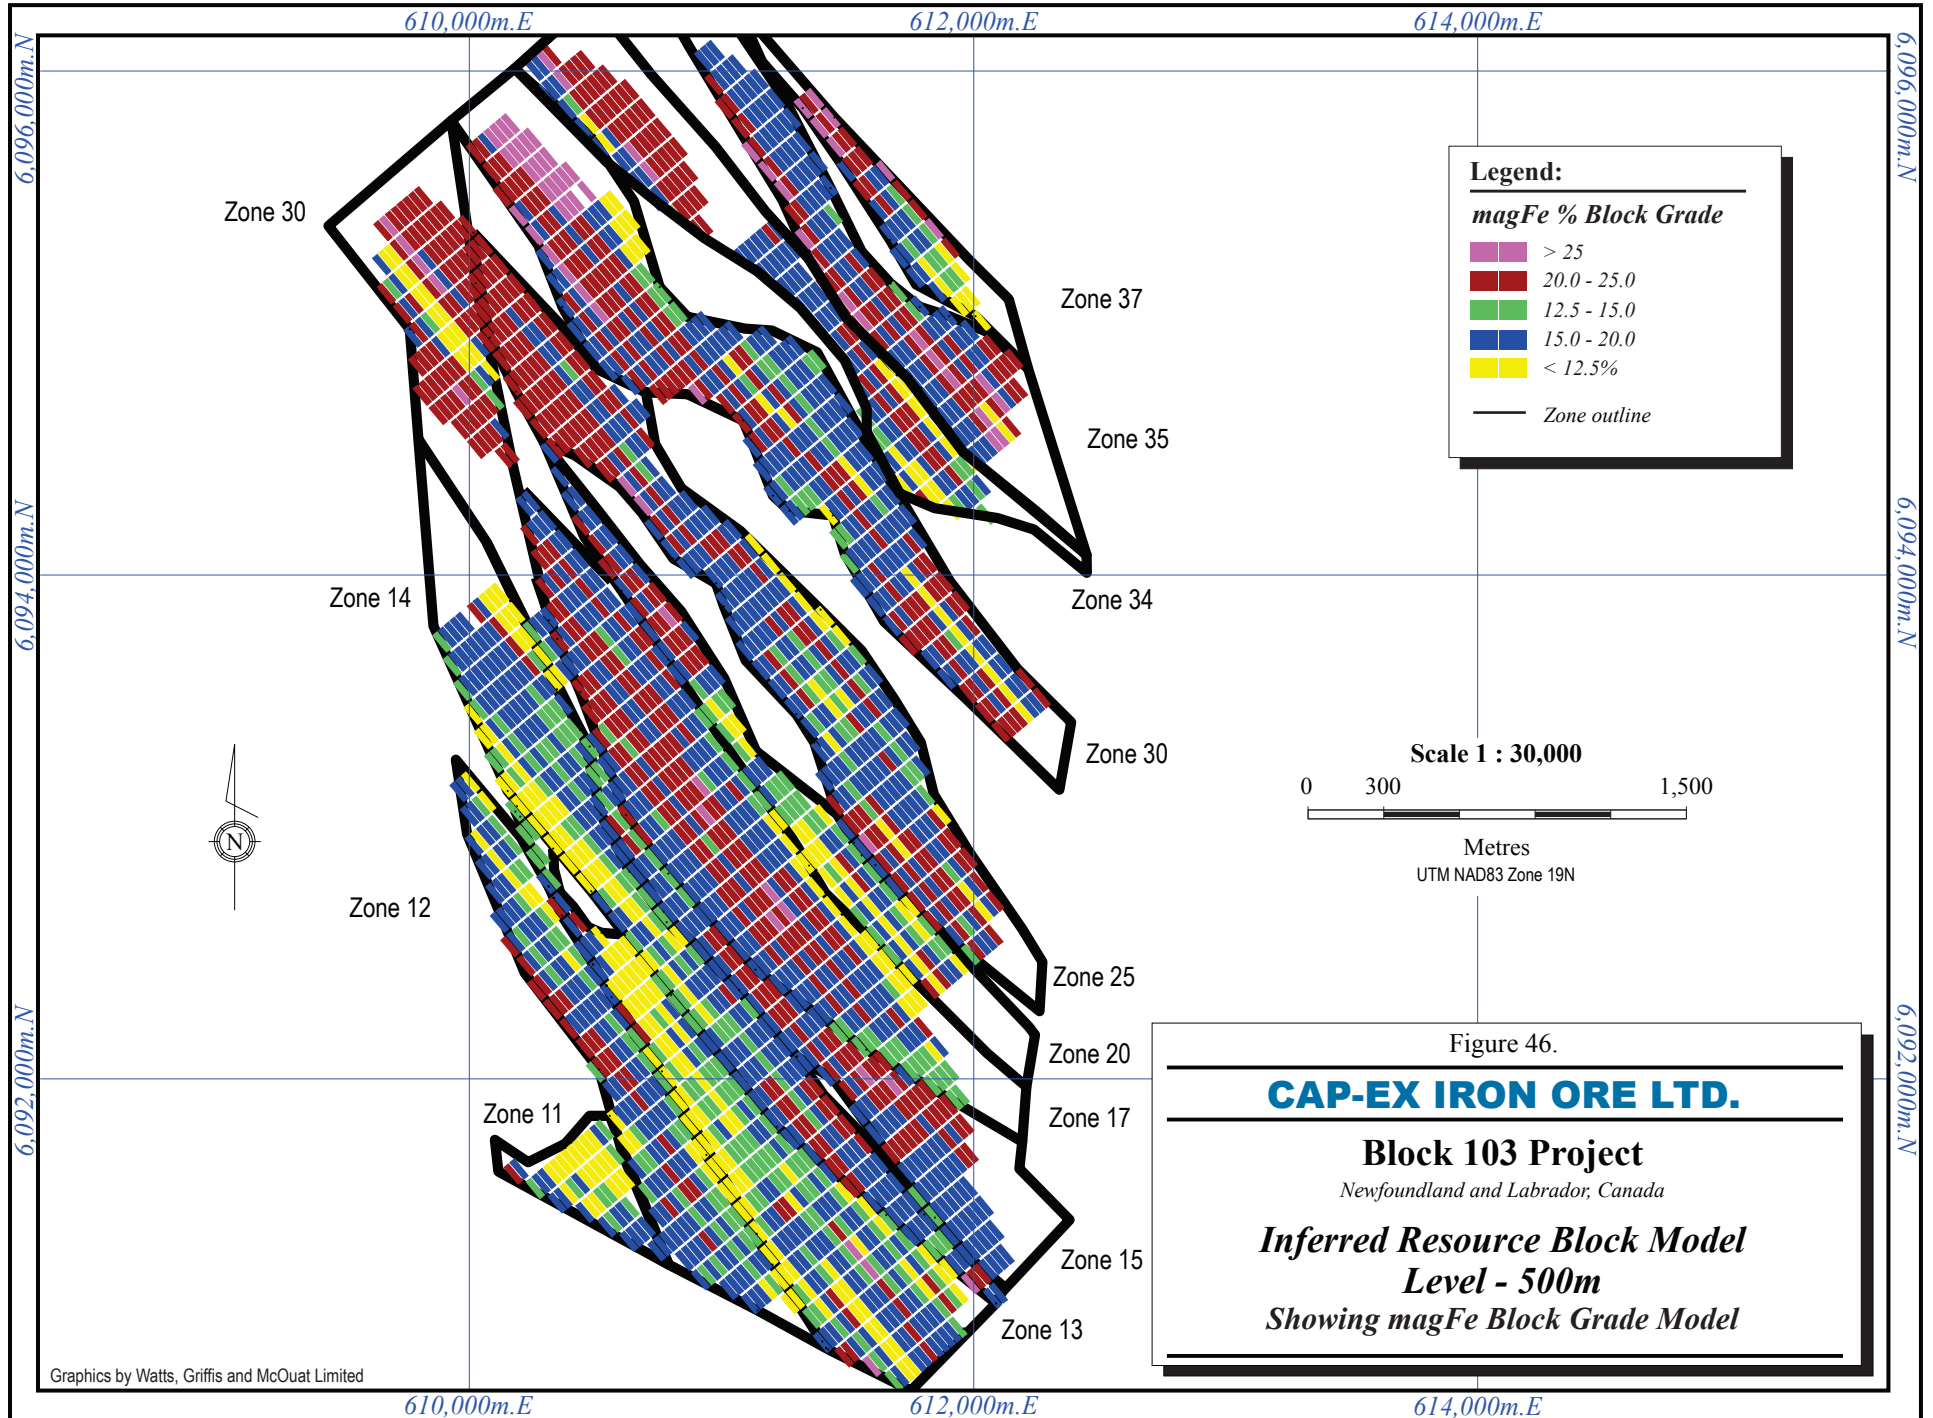 610,000m.E 612,000m.E 614,000m.E
6,096,000m.N
6,096,000m.N
Legend:
magFe % Block Grade
> 25
20.0 - 25.0
12.5 - 15.0
15.0 - 20.0
< 12.5%
Zone outline
Zone 30
Zone 37
Zone 35
6,094,000m.N
6,094,000m.N
Zone 14
Zone 34
Zone 30
Scale 1 : 30,000
0 300 1,500
Metres
UTM NAD83 Zone 19N
N
Zone 12
Zone 25
Zone 20
Zone 17
Zone 11
6,092,000m.N
6,092,000m.N
Zone 15
Zone 13
Figure 46.
CAP-EX IRON ORE LTD.
Block 103 Project
Newfoundland and Labrador, Canada
Inferred Resource Block Model
Level - 500m
Showing magFe Block Grade Model
Graphics by Watts, Griffis and McOuat Limited
610,000m.E 612,000m.E 614,000m.E